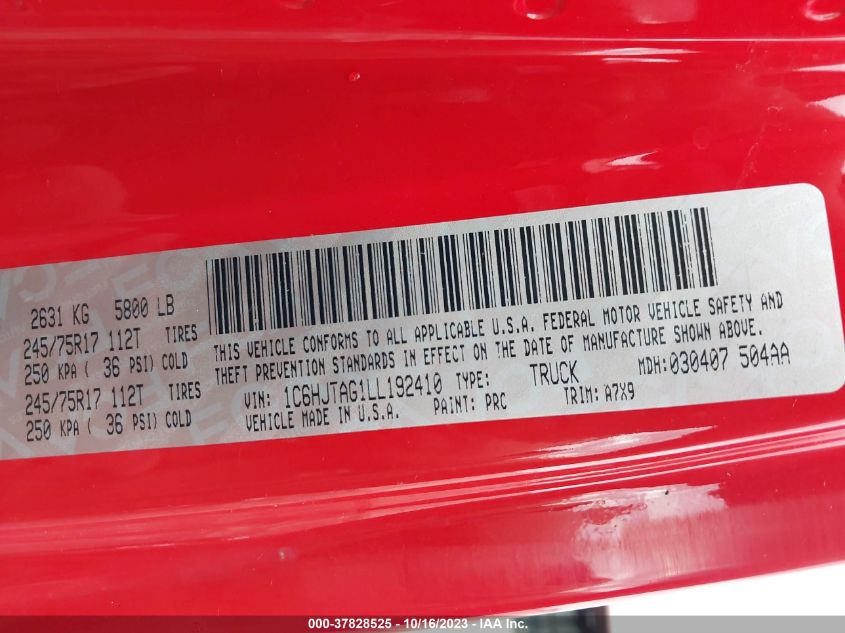 2631 KG 5800 LB
245/75R17 112T TIRES
250 KPA ( 36 PSI) COLD
245/75R17 112T TIRES
250 KPA ( 36 PSI) COLD
THIS VEHICLE CONFORMS TO ALL APPLICABLE U.S.A. FEDERAL MOTOR VEHICLE SAFETY AND
THEFT PREVENTION STANDARDS IN EFFECT ON THE DATE OF MANUFACTURE SHOWN ABOVE.
VIN: 1C6HJTAG1LL192410 TYPE: TRUCK MDH:030407 504AA
VEHICLE MADE IN U.S.A. PAINT: PRC TRIM: A7X9
000-37828525 - 10/16/2023 - IAA Inc.